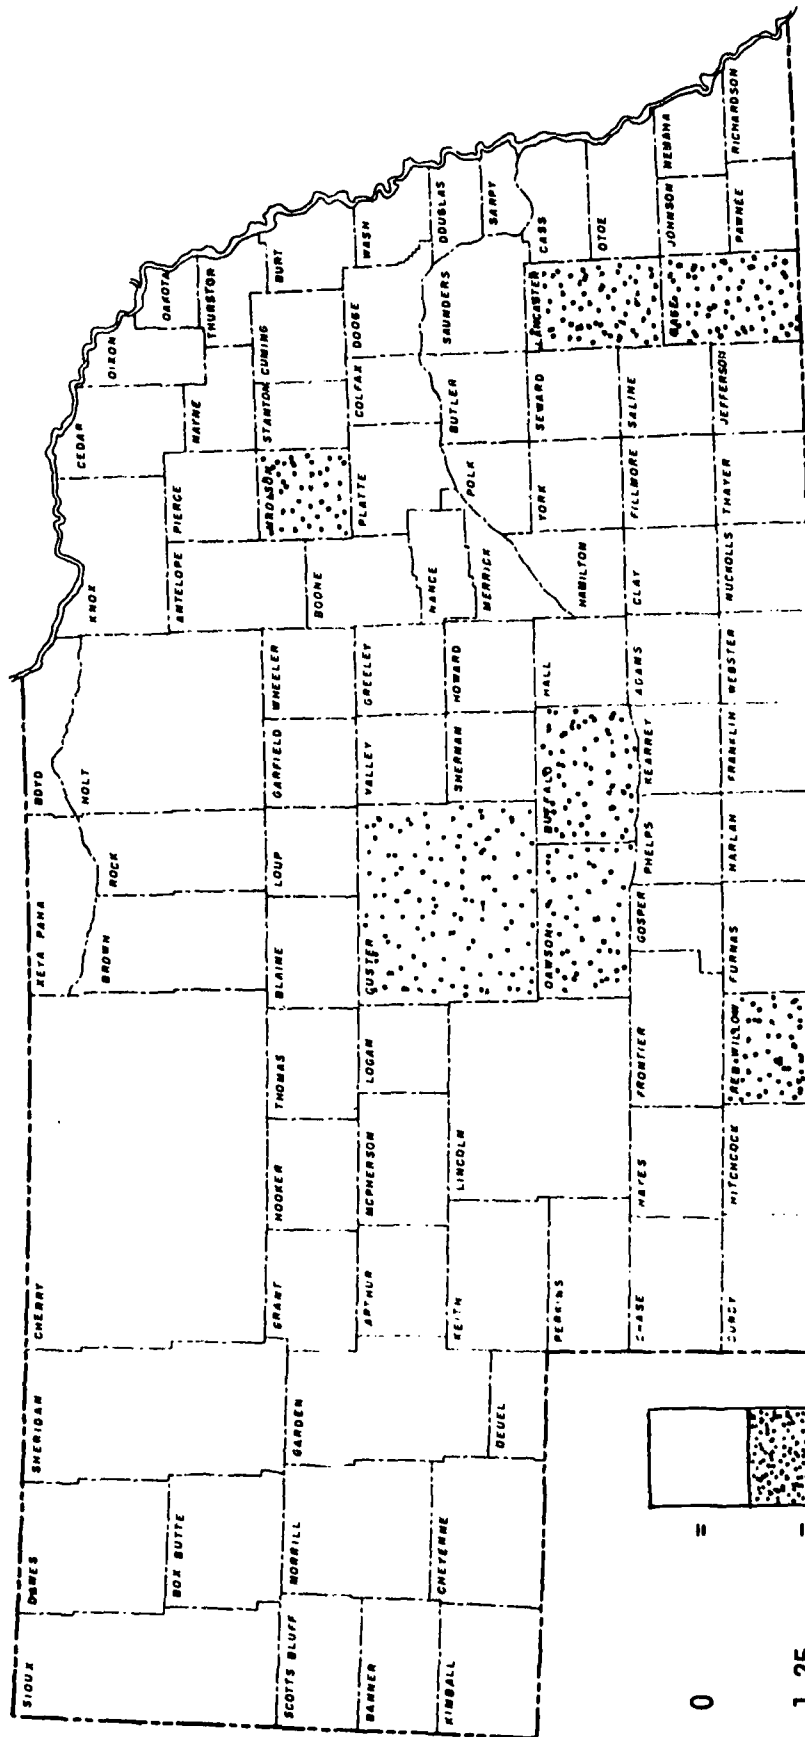 SIOUX
DAWES
SHERIDAN
CHERRY
KEYA PAHA
BOYD
BROWN
ROCK
HOLT
KNOX
CEDAR
DIXON
DAKOTA
BOX BUTTE
ANTELOPE
PIERCE
WAYNE
THURSTON
SCOTTS BLUFF
MORRILL
GARDEN
GRANT
HOOKER
THOMAS
BLAINE
LOUP
GARFIELD
WHEELER
BOONE
STANTON
CUMING
BURT
BANNER
ARTHUR
MCPHERSON
LOGAN
CUSTER
VALLEY
GREELEY
NANCE
PLATTE
COLFAX
DODGE
WASH
KIMBALL
CHEYENNE
DEUEL
KEITH
LINCOLN
SHERMAN
HOWARD
MERRICK
POLK
BUTLER
SAUNDERS
DOUGLAS
SARPY
PERKINS
DAWSON
BUFFALO
HALL
HAMILTON
YORK
SEWARD
LANCASTER
CASS
OTOE
HAYES
FRONTIER
GOSPER
PHELPS
KEARNEY
ADAMS
CLAY
FILLMORE
SALINE
JOHNSON
NEMAHA
HITCHCOCK
RED WILLOW
FURNAS
HARLAN
FRANKLIN
WEBSTER
NUCKOLLS
THAYER
JEFFERSON
PAWNEE
RICHARDSON
0 =